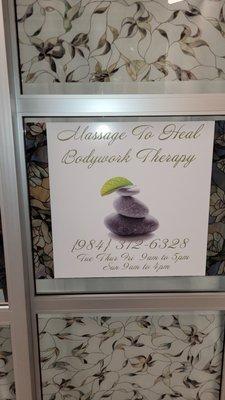 Massage To Heal
Bodywork Therapy
(984) 312-6328
Tue Thur Fri 9am to 5pm
Sun 9am to 4pm